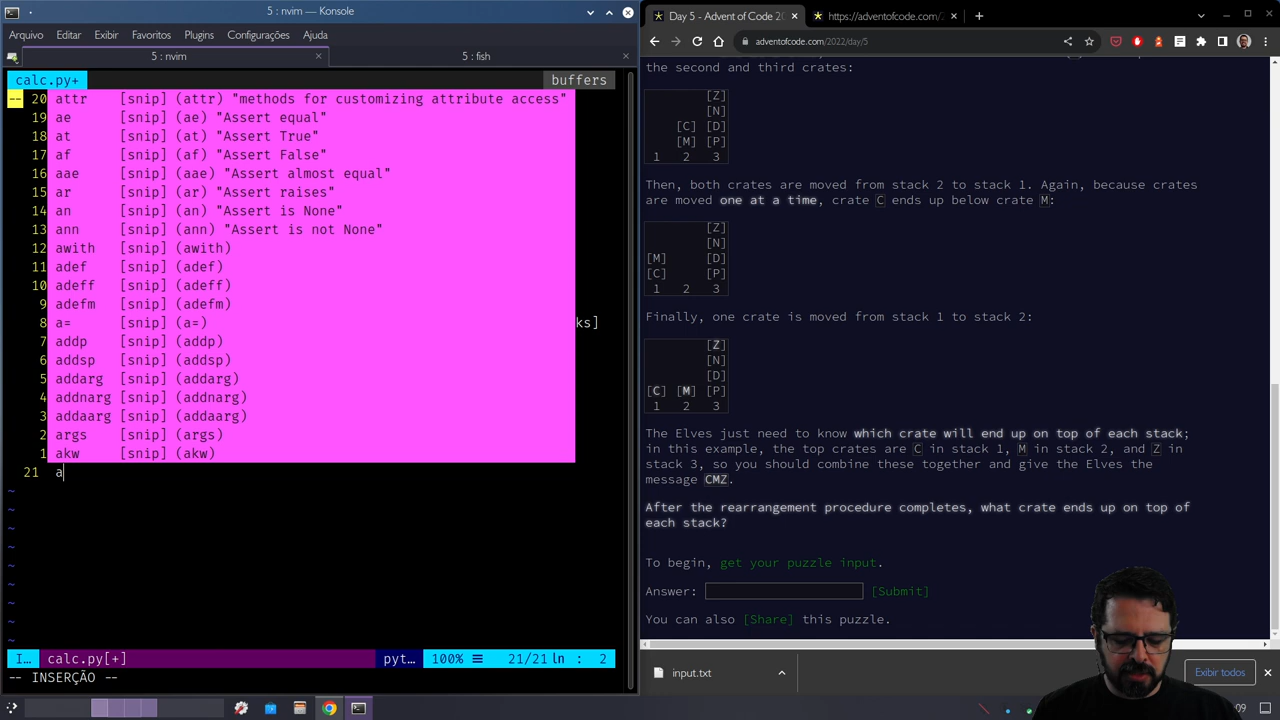 5 : nvim — Konsole
Arquivo Editar Exibir Favoritos Plugins Configurações Ajuda
5 : nvim
5 : fish
calc.py+ buffers
-- 20 attr [snip] (attr) "methods for customizing attribute access"
19 ae [snip] (ae) "Assert equal"
18 at [snip] (at) "Assert True"
17 af [snip] (af) "Assert False"
16 aae [snip] (aae) "Assert almost equal"
15 ar [snip] (ar) "Assert raises"
14 an [snip] (an) "Assert is None"
13 ann [snip] (ann) "Assert is not None"
12 awith [snip] (awith)
11 adef [snip] (adef)
10 adeff [snip] (adeff)
9 adefm [snip] (adefm)
8 a= [snip] (a=) ks]
7 addp [snip] (addp)
6 addsp [snip] (addsp)
5 addarg [snip] (addarg)
4 addnarg [snip] (addnarg)
3 addaarg [snip] (addaarg)
2 args [snip] (args)
1 akw [snip] (akw)
21 a
~
~
~
~
~
~
~
~
~
I… calc.py[+] pyt… 100% ☰ 21/21㏑ : 2
-- INSERÇÃO --
Day 5 - Advent of Code 20
https://adventofcode.com/2
adventofcode.com/2022/day/5
the second and third crates:
[Z]
[N]
[C] [D]
[M] [P]
1 2 3
Then, both crates are moved from stack 2 to stack 1. Again, because crates
are moved one at a time, crate C ends up below crate M:
[Z]
[N]
[M] [D]
[C] [P]
1 2 3
Finally, one crate is moved from stack 1 to stack 2:
[Z]
[N]
[D]
[C] [M] [P]
1 2 3
The Elves just need to know which crate will end up on top of each stack;
in this example, the top crates are C in stack 1, M in stack 2, and Z in
stack 3, so you should combine these together and give the Elves the
message CMZ.
After the rearrangement procedure completes, what crate ends up on top of
each stack?
To begin, get your puzzle input.
Answer: [Submit]
You can also [Share] this puzzle.
input.txt
Exibir todos
:09